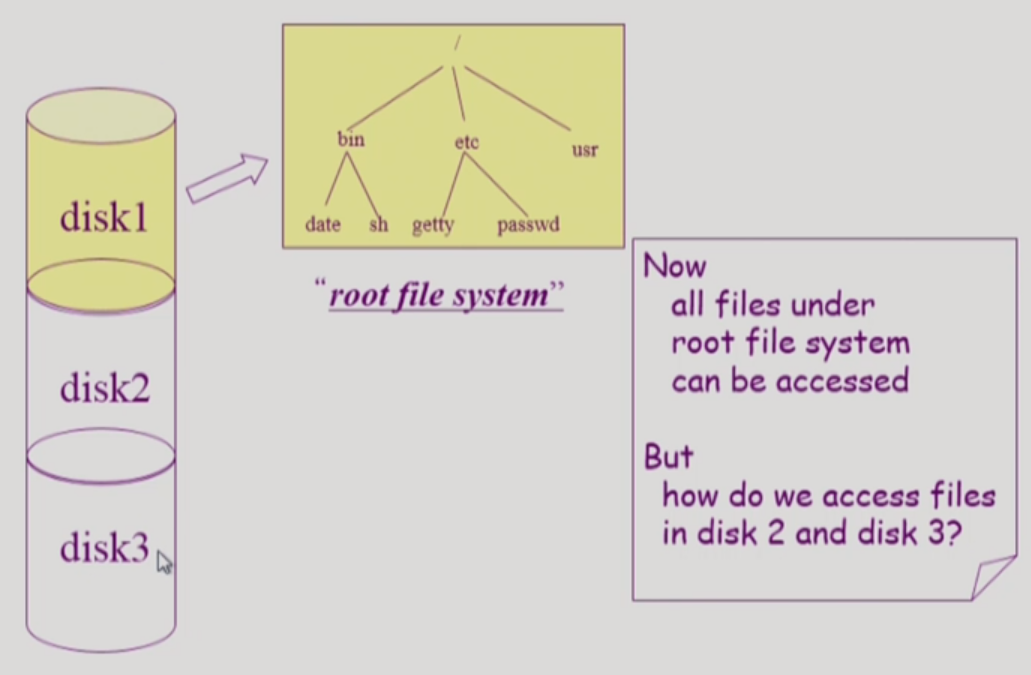 disk1
disk2
disk3
/
bin etc usr
date sh getty passwd
“root file system”
Now
all files under
root file system
can be accessed
But
how do we access files
in disk 2 and disk 3?